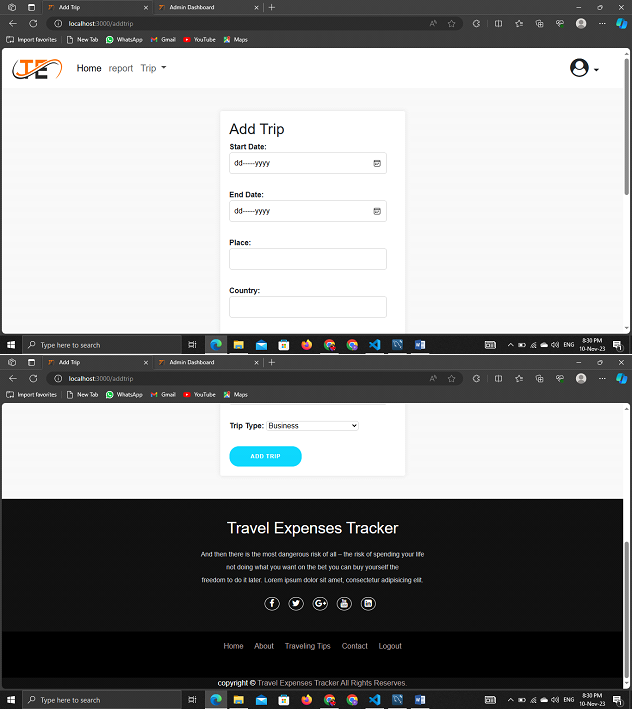 Add Trip
Admin Dashboard
localhost:3000/addtrip
Import favorites
New Tab
WhatsApp
Gmail
YouTube
Maps
TE
Home
report
Trip
Add Trip
Start Date:
dd-----yyyy
End Date:
dd-----yyyy
Place:
Country:
Type here to search
ENG
8:30 PM
10-Nov-23
Add Trip
Admin Dashboard
localhost:3000/addtrip
Import favorites
New Tab
WhatsApp
Gmail
YouTube
Maps
Trip Type: Business
ADD TRIP
Travel Expenses Tracker
And then there is the most dangerous risk of all – the risk of spending your life
not doing what you want on the bet you can buy yourself the
freedom to do it later. Lorem ipsum dolor sit amet, consectetur adipisicing elit.
Home About Traveling Tips Contact Logout
copyright © Travel Expenses Tracker All Rights Reserves.
Type here to search
ENG
8:30 PM
10-Nov-23